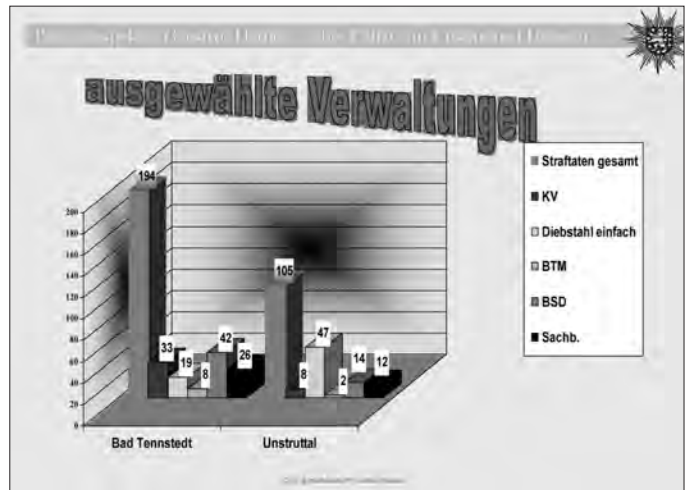 ausgewählte Verwaltungen
200
180
160
140
120
100
80
60
40
20
0
194
33
19
8
42
26
105
8
47
2
14
12
Bad Tennstedt
Unstruttal
Straftaten gesamt
KV
Diebstahl einfach
BTM
BSD
Sachb.